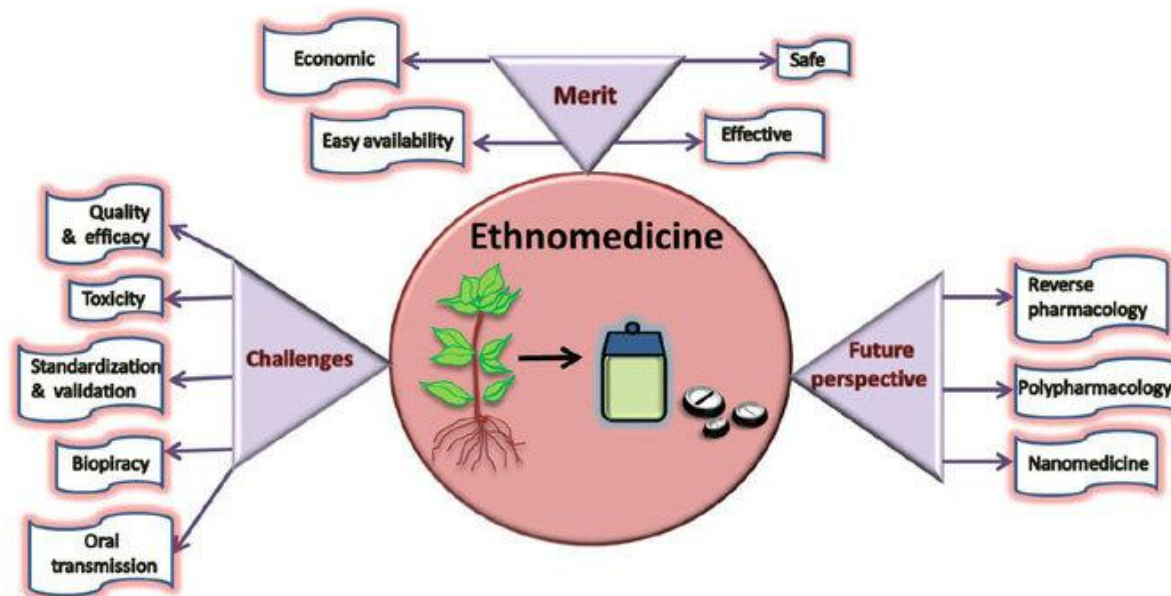 Economic
Safe
Merit
Easy availability
Effective
Quality
& efficacy
Ethnomedicine
Toxicity
Reverse
pharmacology
Challenges
Future
perspective
Standardization
& validation
Polypharmacology
Biopiracy
Nanomedicine
Oral
transmission